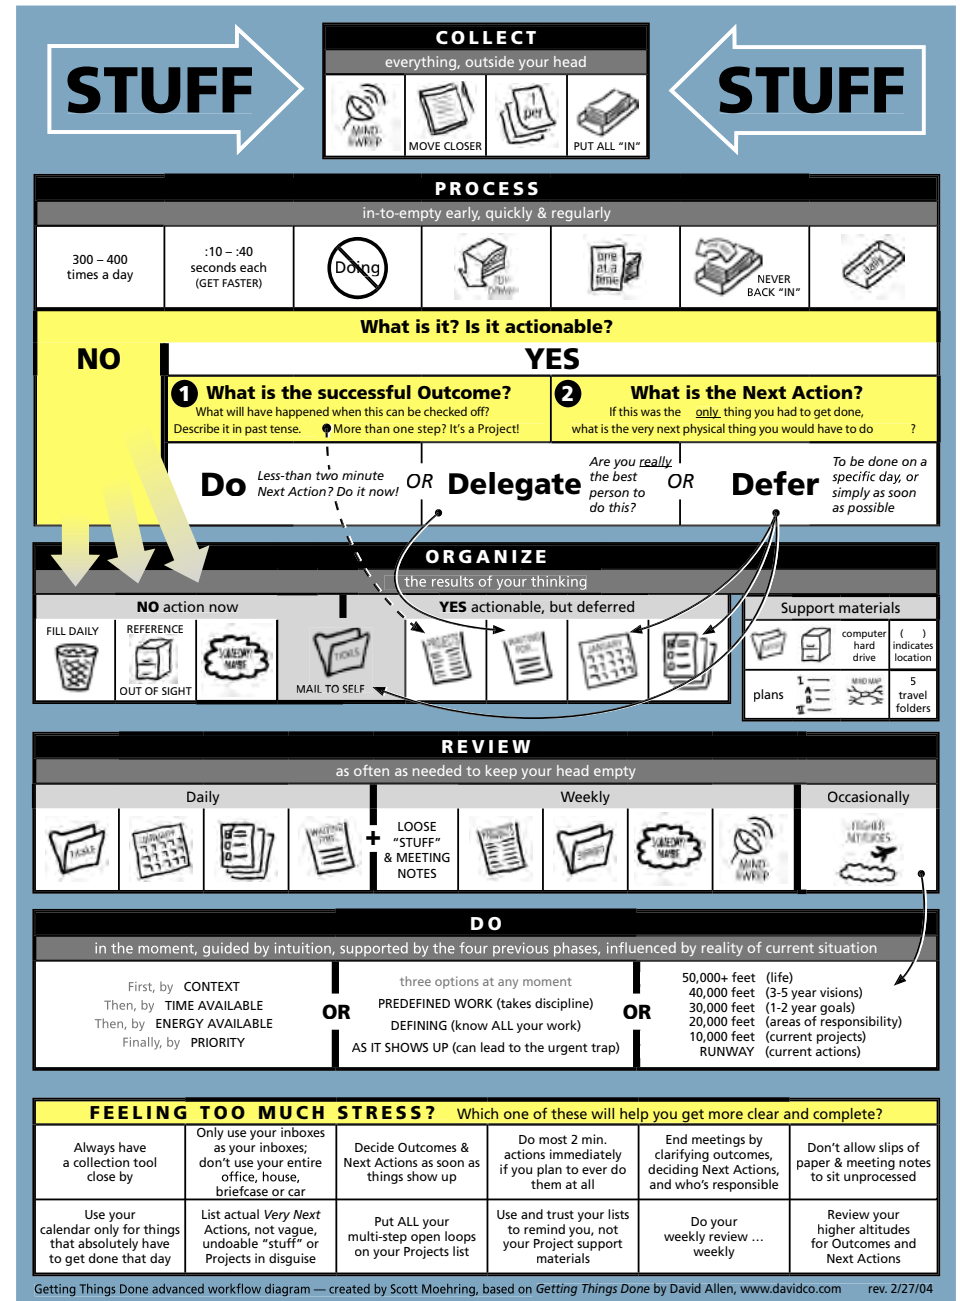 STUFF
COLLECT
everything, outside your head
MIND SWEEP
MOVE CLOSER
1 per
PUT ALL “IN”
STUFF
PROCESS
in-to-empty early, quickly & regularly
300 – 400
times a day
:10 – :40
seconds each
(GET FASTER)
Doing
TOP DOWN
one
at a
time
NEVER
BACK “IN”
daily
What is it? Is it actionable?
NO
YES
1 What is the successful Outcome?
What will have happened when this can be checked off?
Describe it in past tense. More than one step? It’s a Project!
2 What is the Next Action?
If this was the only thing you had to get done,
what is the very next physical thing you would have to do ?
Do
Less-than two minute
Next Action? Do it now!
OR
Delegate
Are you really
the best
person to
do this?
OR
Defer
To be done on a
specific day, or
simply as soon
as possible
ORGANIZE
the results of your thinking
NO action now
YES actionable, but deferred
FILL DAILY
REFERENCE
OUT OF SIGHT
SOMEDAY
MAYBE
TICKLE
MAIL TO SELF
PROJECTS
WAITING
FOR...
JANUARY
Support materials
computer
hard
drive
( )
indicates
location
plans
I
A
B
II
MIND MAP
5
travel
folders
REVIEW
as often as needed to keep your head empty
Daily
Weekly
Occasionally
TICKLE
JANUARY
WAITING
FOR...
+
LOOSE
“STUFF”
& MEETING
NOTES
PROJECTS
SUPPORT
SOMEDAY
MAYBE
MIND
SWEEP
HIGHER
ALTITUDES
DO
in the moment, guided by intuition, supported by the four previous phases, influenced by reality of current situation
First, by CONTEXT
Then, by TIME AVAILABLE
Then, by ENERGY AVAILABLE
Finally, by PRIORITY
OR
three options at any moment
PREDEFINED WORK (takes discipline)
DEFINING (know ALL your work)
AS IT SHOWS UP (can lead to the urgent trap)
OR
50,000+ feet (life)
40,000 feet (3-5 year visions)
30,000 feet (1-2 year goals)
20,000 feet (areas of responsibility)
10,000 feet (current projects)
RUNWAY (current actions)
FEELING TOO MUCH STRESS? Which one of these will help you get more clear and complete?
Always have
a collection tool
close by
Only use your inboxes
as your inboxes;
don’t use your entire
office, house,
briefcase or car
Decide Outcomes &
Next Actions as soon as
things show up
Do most 2 min.
actions immediately
if you plan to ever do
them at all
End meetings by
clarifying outcomes,
deciding Next Actions,
and who’s responsible
Don’t allow slips of
paper & meeting notes
to sit unprocessed
Use your
calendar only for things
that absolutely have
to get done that day
List actual Very Next
Actions, not vague,
undoable “stuff” or
Projects in disguise
Put ALL your
multi-step open loops
on your Projects list
Use and trust your lists
to remind you, not
your Project support
materials
Do your
weekly review ...
weekly
Review your
higher altitudes
for Outcomes and
Next Actions
Getting Things Done advanced workflow diagram — created by Scott Moehring, based on Getting Things Done by David Allen, www.davidco.com rev. 2/27/04